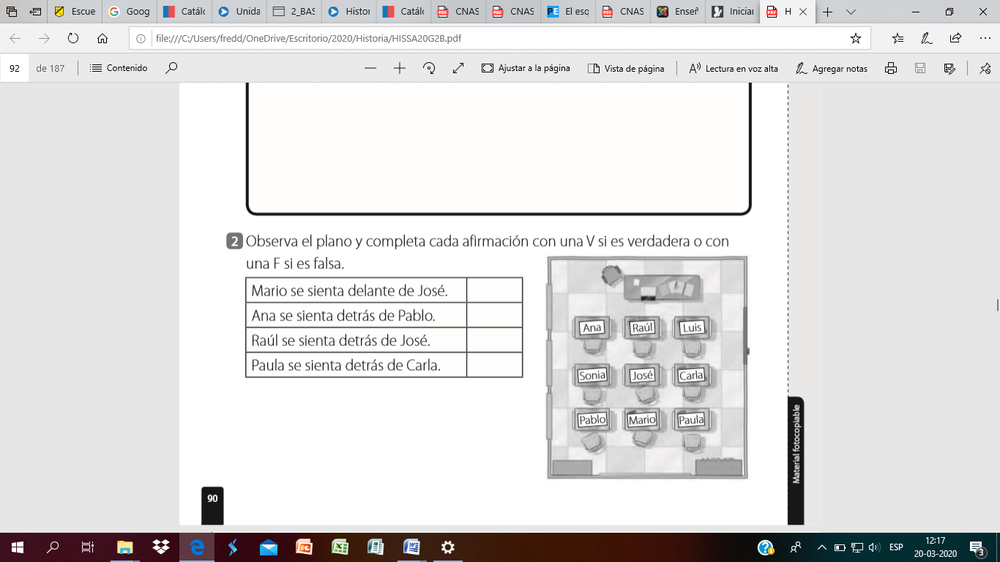 Escue
Goog
Catálo
Unida
2_BAS
Histor
Catálo
CNAS
CNAS
El esq
CNAS
Enseñ
Iniciar
H
file:///C:/Users/fredd/OneDrive/Escritorio/2020/Historia/HISSA20G2B.pdf
92 de 187
Contenido
Ajustar a la página
Vista de página
Lectura en voz alta
Agregar notas
2 Observa el plano y completa cada afirmación con una V si es verdadera o con
una F si es falsa.
Mario se sienta delante de José.
Ana se sienta detrás de Pablo.
Raúl se sienta detrás de José.
Paula se sienta detrás de Carla.
Ana Raúl Luis
Sonia José Carla
Pablo Mario Paula
Material fotocopiable
90
ESP
12:17
20-03-2020
3